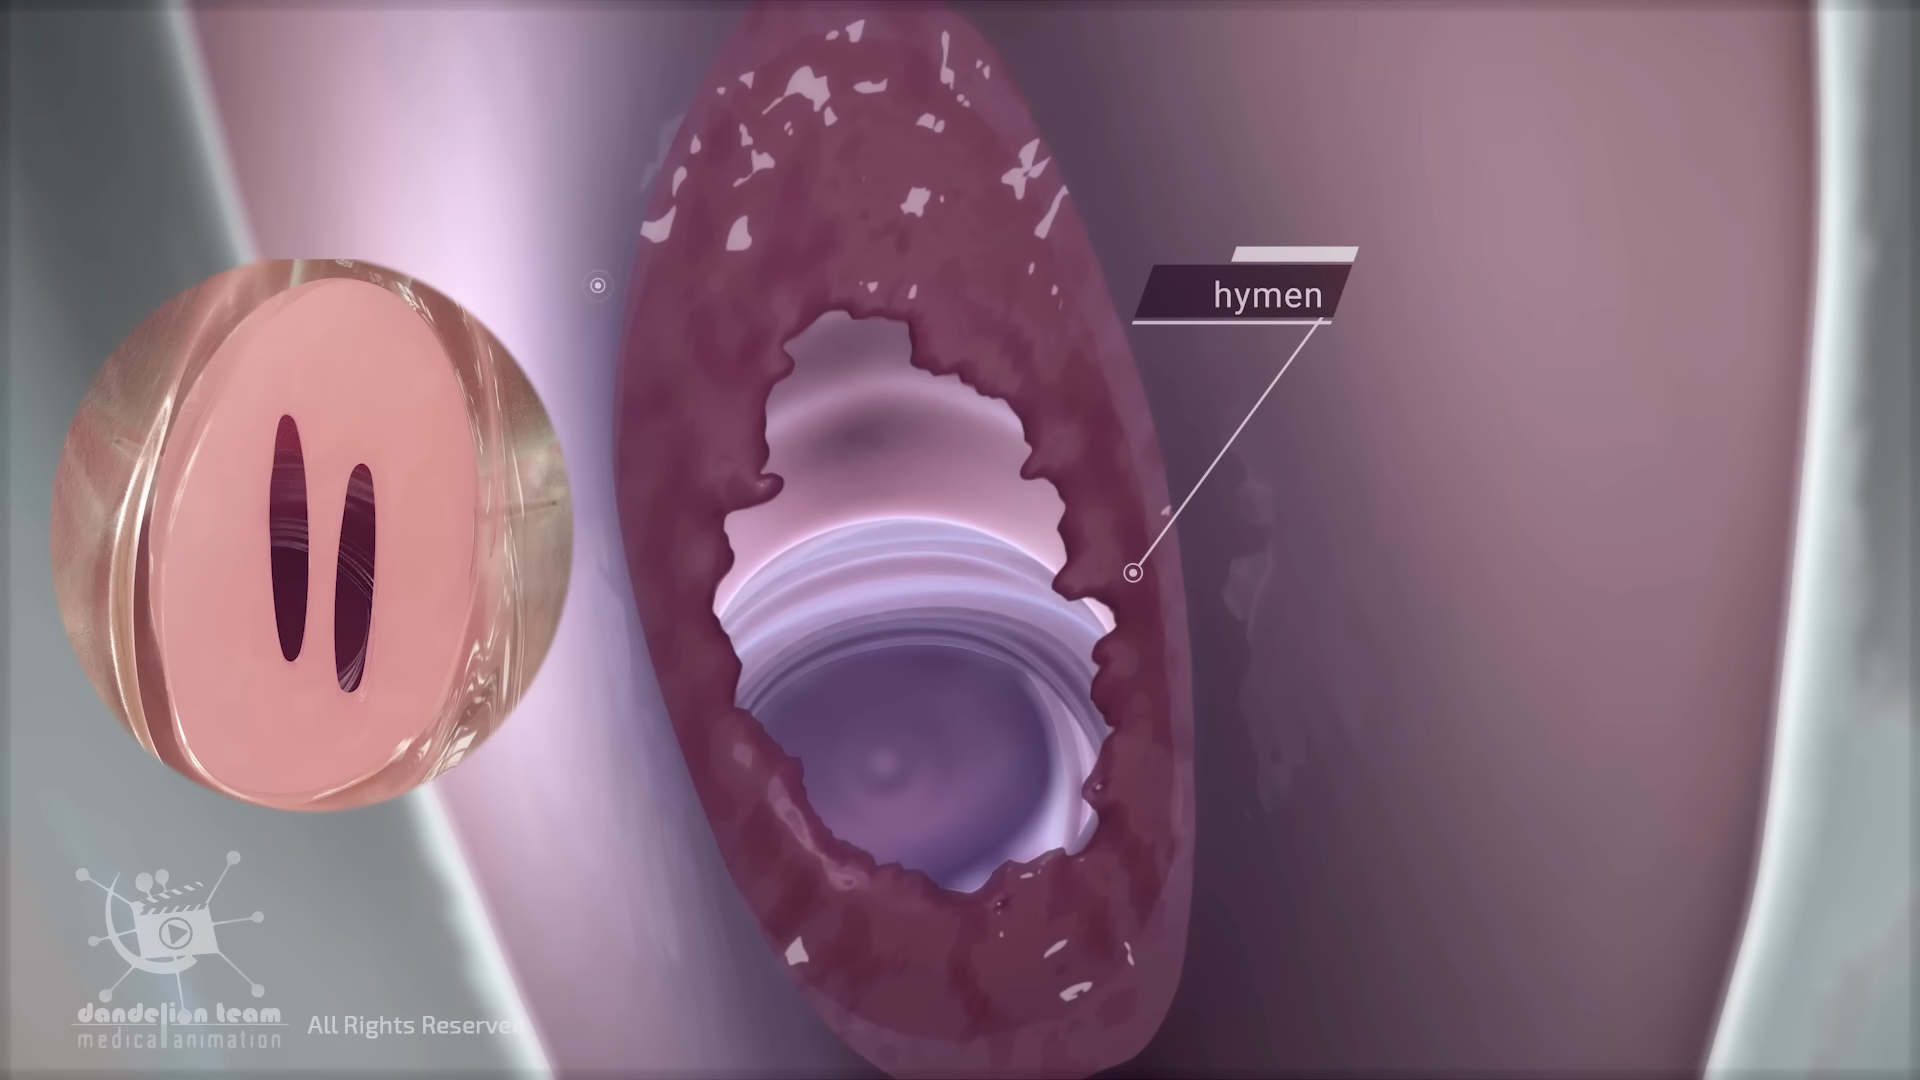 hymen
dandelion team
medical animation
All Rights Reserved